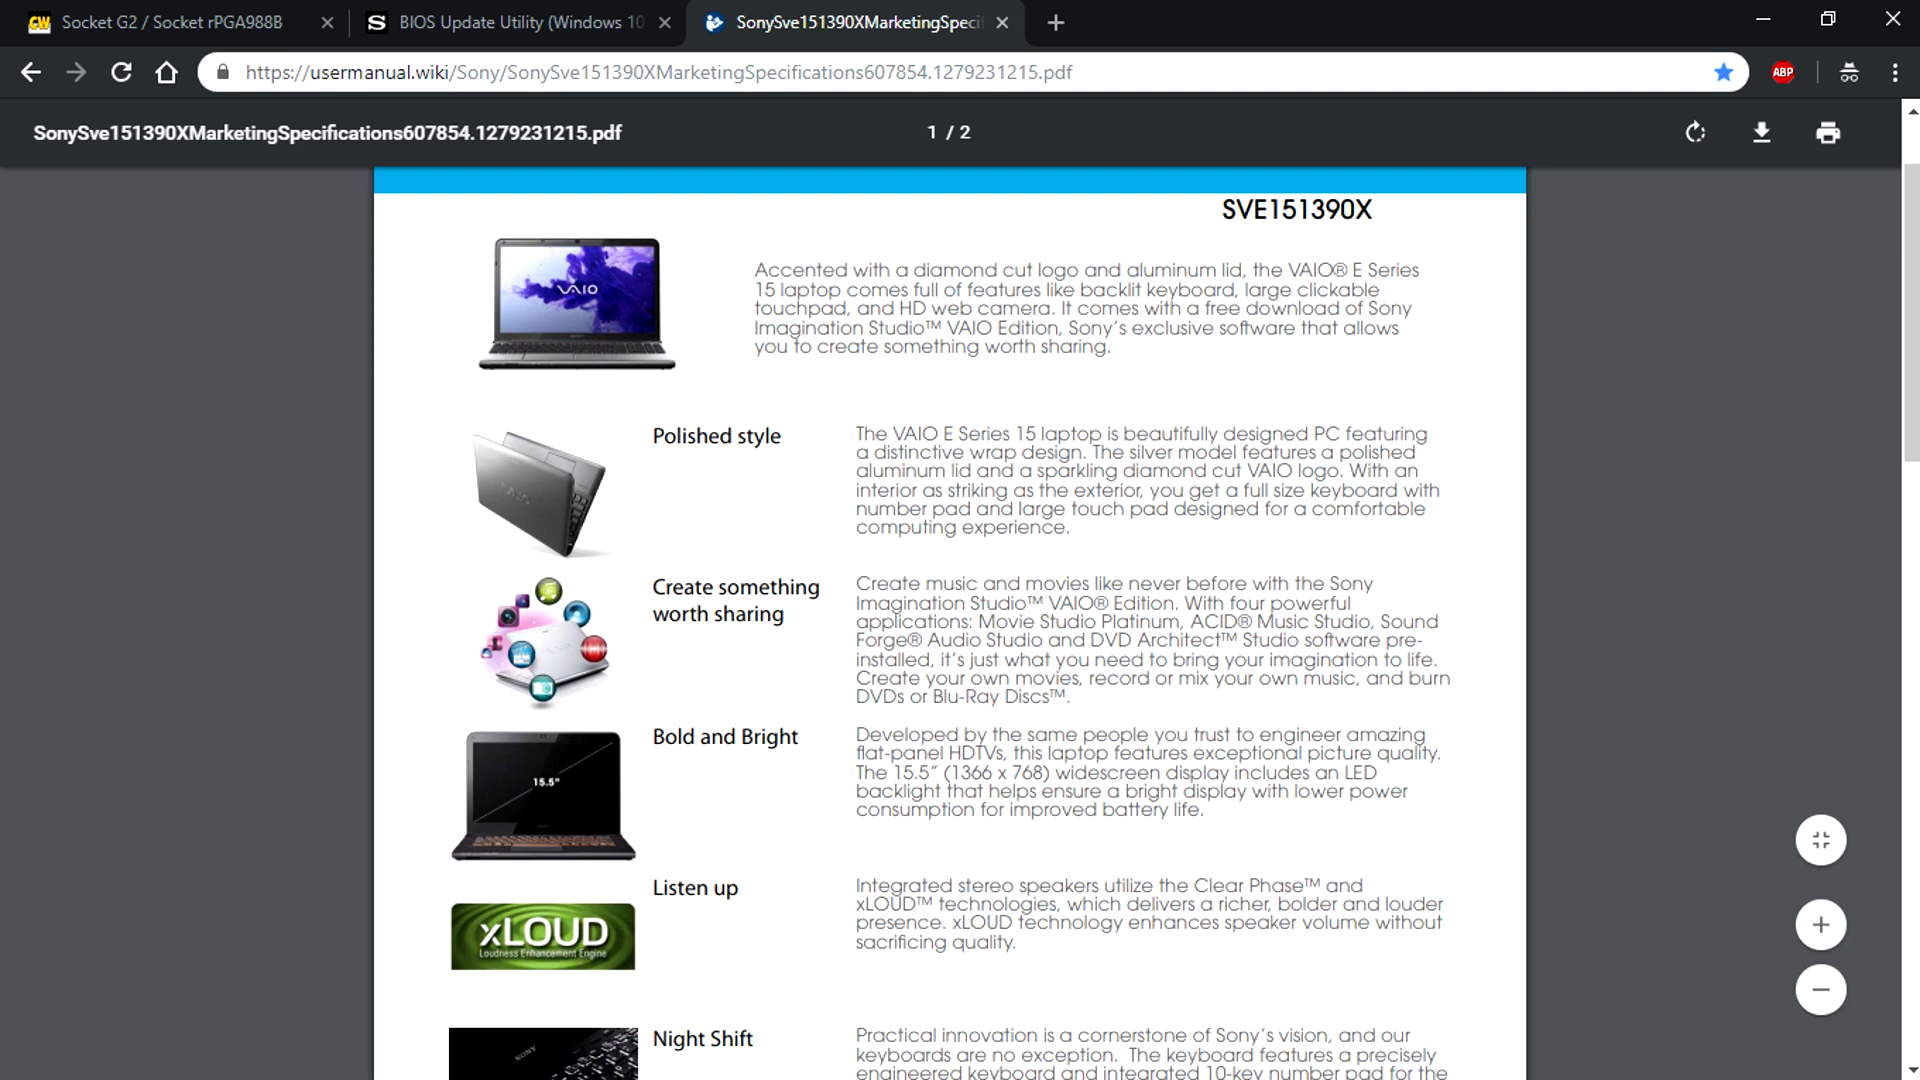 Socket G2 / Socket rPGA988B
BIOS Update Utility (Windows 10
SonySve151390XMarketingSpecif
https://usermanual.wiki/Sony/SonySve151390XMarketingSpecifications607854.1279231215.pdf
ABP
SonySve151390XMarketingSpecifications607854.1279231215.pdf
1 / 2
SVE151390X
VAIO
Accented with a diamond cut logo and aluminum lid, the VAIO® E Series
15 laptop comes full of features like backlit keyboard, large clickable
touchpad, and HD web camera. It comes with a free download of Sony
Imagination Studio™ VAIO Edition, Sony's exclusive software that allows
you to create something worth sharing.
Polished style
The VAIO E Series 15 laptop is beautifully designed PC featuring
a distinctive wrap design. The silver model features a polished
aluminum lid and a sparkling diamond cut VAIO logo. With an
interior as striking as the exterior, you get a full size keyboard with
number pad and large touch pad designed for a comfortable
computing experience.
Create something
worth sharing
Create music and movies like never before with the Sony
Imagination Studio™ VAIO® Edition. With four powerful
applications: Movie Studio Platinum, ACID® Music Studio, Sound
Forge® Audio Studio and DVD Architect™ Studio software pre-
installed, it's just what you need to bring your imagination to life.
Create your own movies, record or mix your own music, and burn
DVDs or Blu-Ray Discs™.
Bold and Bright
15.5"
Developed by the same people you trust to engineer amazing
flat-panel HDTVs, this laptop features exceptional picture quality.
The 15.5" (1366 x 768) widescreen display includes an LED
backlight that helps ensure a bright display with lower power
consumption for improved battery life.
Listen up
xLOUD
Loudness Enhancement Engine
Integrated stereo speakers utilize the Clear Phase™ and
xLOUD™ technologies, which delivers a richer, bolder and louder
presence. xLOUD technology enhances speaker volume without
sacrificing quality.
Night Shift
SONY
Practical innovation is a cornerstone of Sony's vision, and our
keyboards are no exception. The keyboard features a precisely
engineered keyboard and integrated 10-key number pad for the